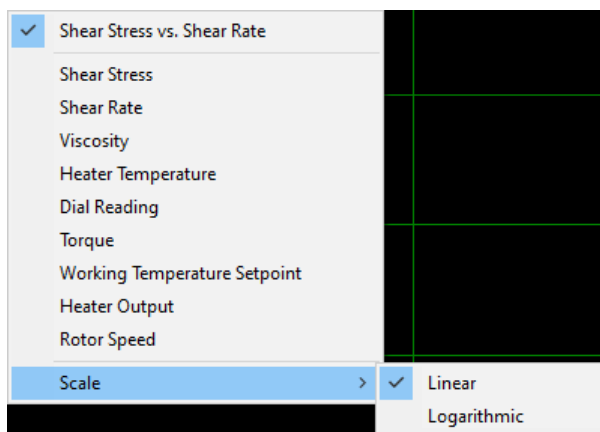 Shear Stress vs. Shear Rate
Shear Stress
Shear Rate
Viscosity
Heater Temperature
Dial Reading
Torque
Working Temperature Setpoint
Heater Output
Rotor Speed
Scale
Linear
Logarithmic